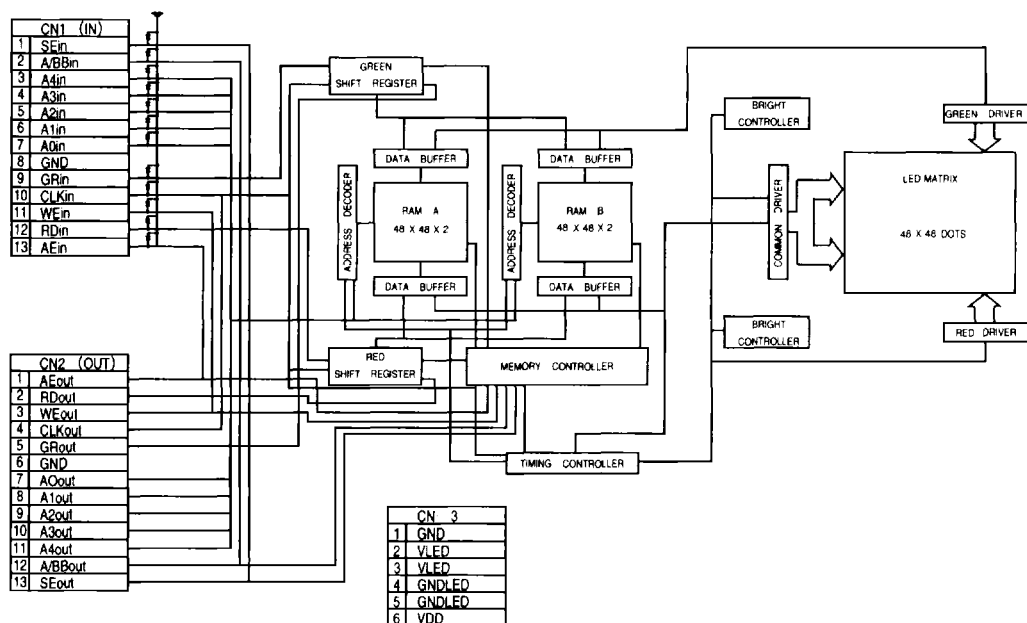 CN1 (IN)
1 SEin
2 A/BBin
3 A4in
4 A3in
5 A2in
6 A1in
7 A0in
8 GND
9 GRin
10 CLKin
11 WEin
12 RDin
13 AEin
CN2 (OUT)
1 AEout
2 RDout
3 WEout
4 CLKout
5 GRout
6 GND
7 AOout
8 A1out
9 A2out
10 A3out
11 A4out
12 A/BBout
13 SEout
GREEN
SHIFT REGISTER
DATA BUFFER
DATA BUFFER
ADDRESS DECODER
RAM A
48 X 48 X 2
ADDRESS DECODER
RAM B
48 X 48 X 2
DATA BUFFER
DATA BUFFER
RED
SHIFT REGISTER
MEMORY CONTROLLER
TIMING CONTROLLER
BRIGHT
CONTROLLER
GREEN DRIVER
COMMON DRIVER
LED MATRIX
48 X 48 DOTS
BRIGHT
CONTROLLER
RED DRIVER
CN 3
1 GND
2 VLED
3 VLED
4 GNDLED
5 GNDLED
6 VDD